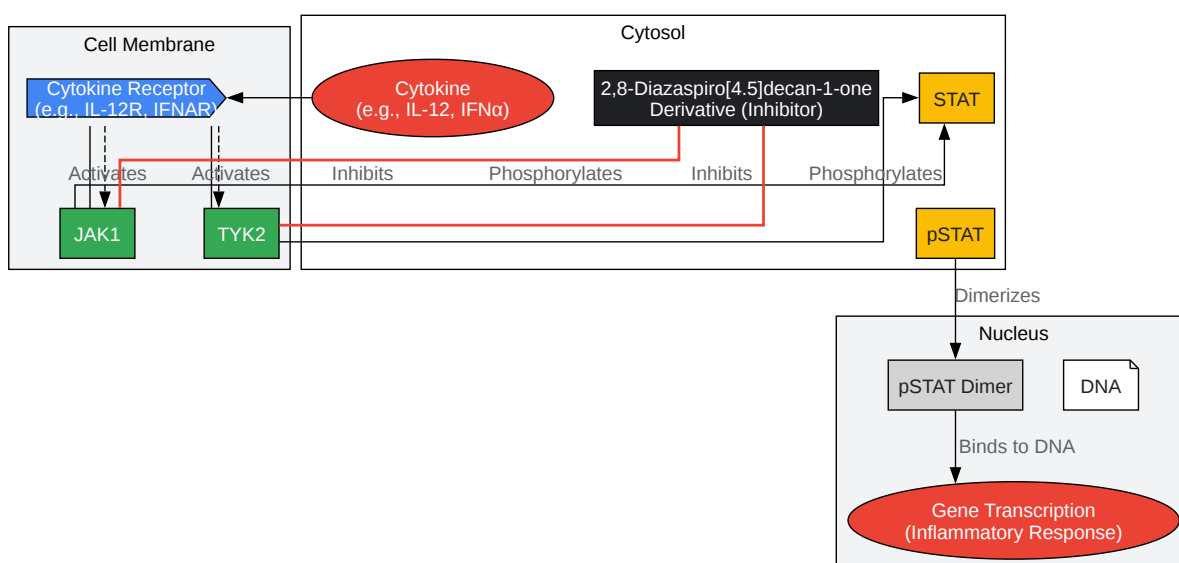 Cell Membrane
Cytosol
Cytokine Receptor
(e.g., IL-12R, IFNAR)
Cytokine
(e.g., IL-12, IFNα)
2,8-Diazaspiro[4.5]decan-1-one
Derivative (Inhibitor)
STAT
Activates
Activates
Inhibits
Phosphorylates
Inhibits
Phosphorylates
JAK1
TYK2
pSTAT
Dimerizes
Nucleus
pSTAT Dimer
DNA
Binds to DNA
Gene Transcription
(Inflammatory Response)